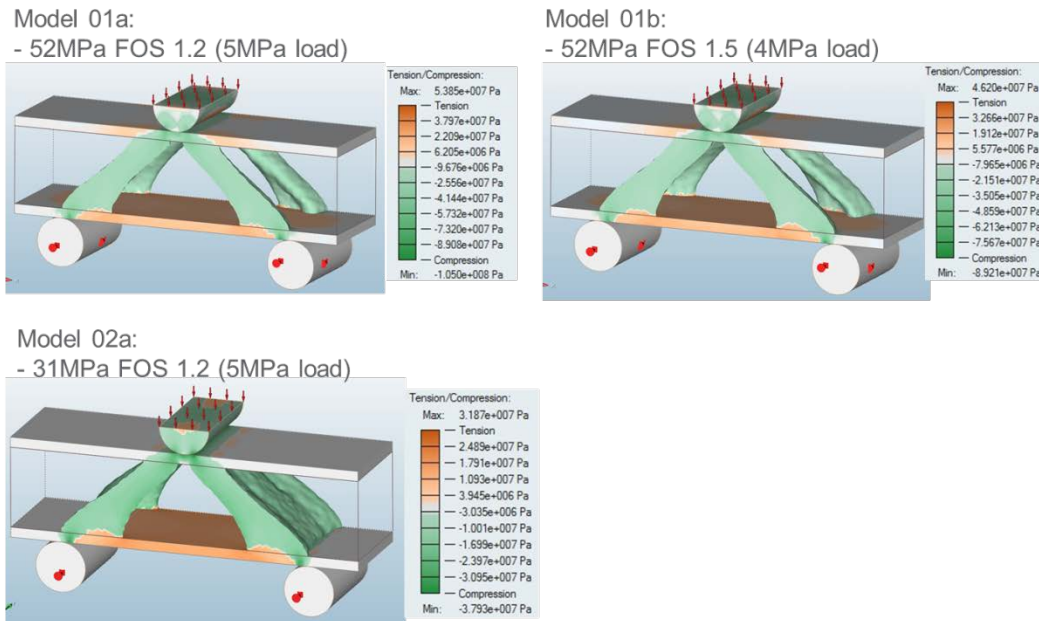 Model 01a:
- 52MPa FOS 1.2 (5MPa load)
Tension/Compression:
Max: 5.385e+007 Pa
Tension
3.797e+007 Pa
2.209e+007 Pa
6.205e+006 Pa
-9.676e+006 Pa
-2.556e+007 Pa
-4.144e+007 Pa
-5.732e+007 Pa
-7.320e+007 Pa
-8.908e+007 Pa
Compression
Min: -1.050e+008 Pa
Model 01b:
- 52MPa FOS 1.5 (4MPa load)
Tension/Compression:
Max: 4.620e+007 Pa
Tension
3.266e+007 Pa
1.912e+007 Pa
5.577e+006 Pa
-7.965e+006 Pa
-2.151e+007 Pa
-3.505e+007 Pa
-4.859e+007 Pa
-6.213e+007 Pa
-7.567e+007 Pa
Compression
Min: -8.921e+007 Pa
Model 02a:
- 31MPa FOS 1.2 (5MPa load)
Tension/Compression:
Max: 3.187e+007 Pa
Tension
2.489e+007 Pa
1.791e+007 Pa
1.093e+007 Pa
3.945e+006 Pa
-3.035e+006 Pa
-1.001e+007 Pa
-1.699e+007 Pa
-2.397e+007 Pa
-3.095e+007 Pa
Compression
Min: -3.793e+007 Pa